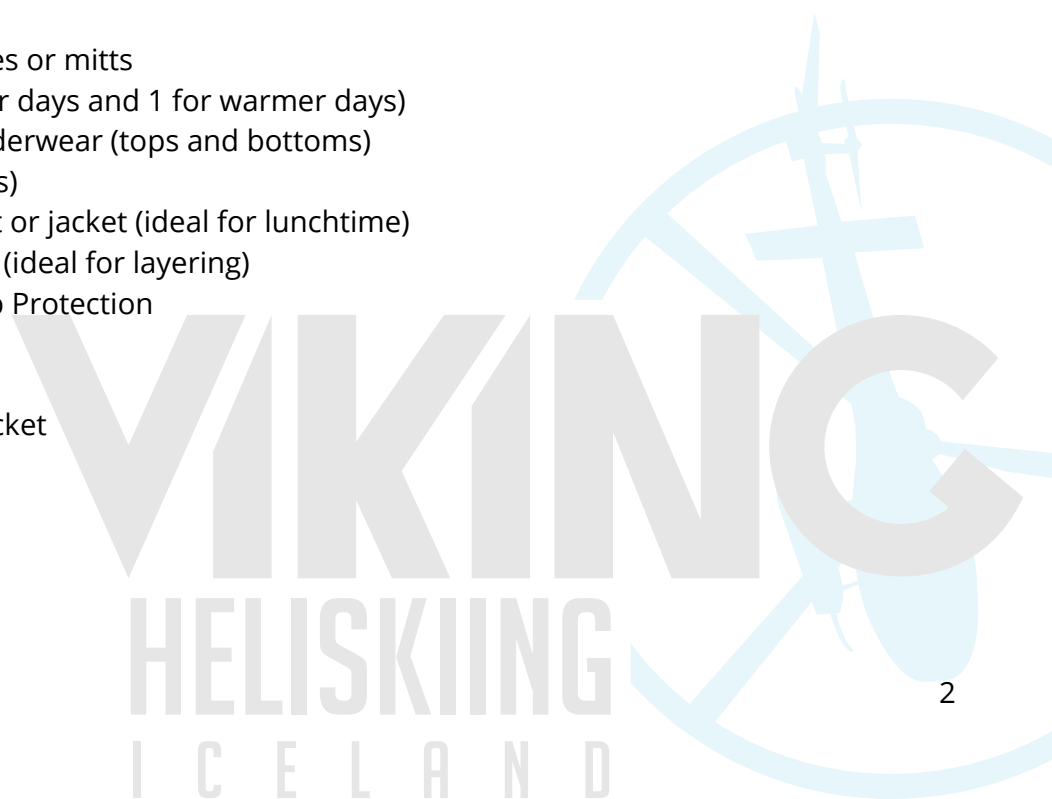 es or mitts
r days and 1 for warmer days)
derwear (tops and bottoms)
s)
t or jacket (ideal for lunchtime)
(ideal for layering)
o Protection
cket
VIKING
HELISKIING
ICELAND
2